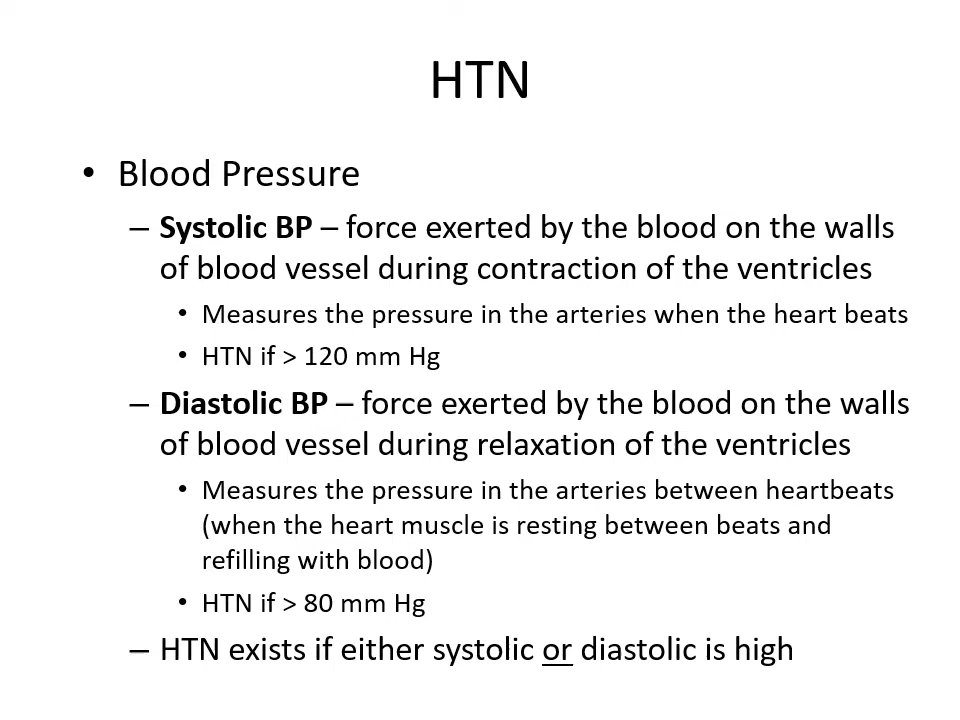 HTN
• Blood Pressure
– Systolic BP – force exerted by the blood on the walls
of blood vessel during contraction of the ventricles
• Measures the pressure in the arteries when the heart beats
• HTN if > 120 mm Hg
– Diastolic BP – force exerted by the blood on the walls
of blood vessel during relaxation of the ventricles
• Measures the pressure in the arteries between heartbeats
(when the heart muscle is resting between beats and
refilling with blood)
• HTN if > 80 mm Hg
– HTN exists if either systolic or diastolic is high